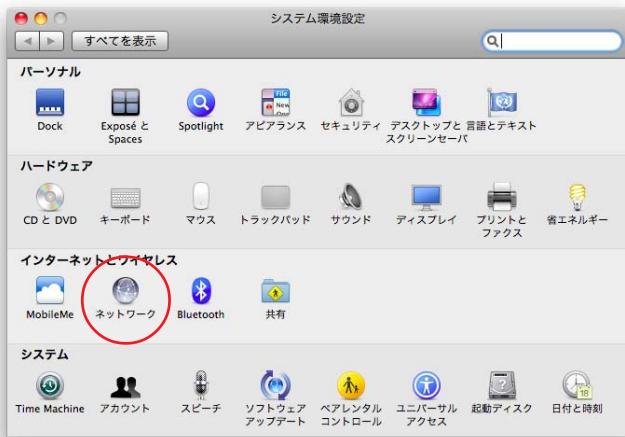 システム環境設定
すべてを表示
パーソナル
Dock
Exposé と
Spaces
Spotlight
アピアランス
セキュリティ
デスクトップと
スクリーンセーバ
言語とテキスト
ハードウェア
CD と DVD
キーボード
マウス
トラックパッド
サウンド
ディスプレイ
プリントと
ファクス
省エネルギー
インターネットとワイヤレス
MobileMe
ネットワーク
Bluetooth
共有
システム
Time Machine
アカウント
スピーチ
ソフトウェア
アップデート
ペアレンタル
コントロール
ユニバーサル
アクセス
起動ディスク
日付と時刻
File
New
18